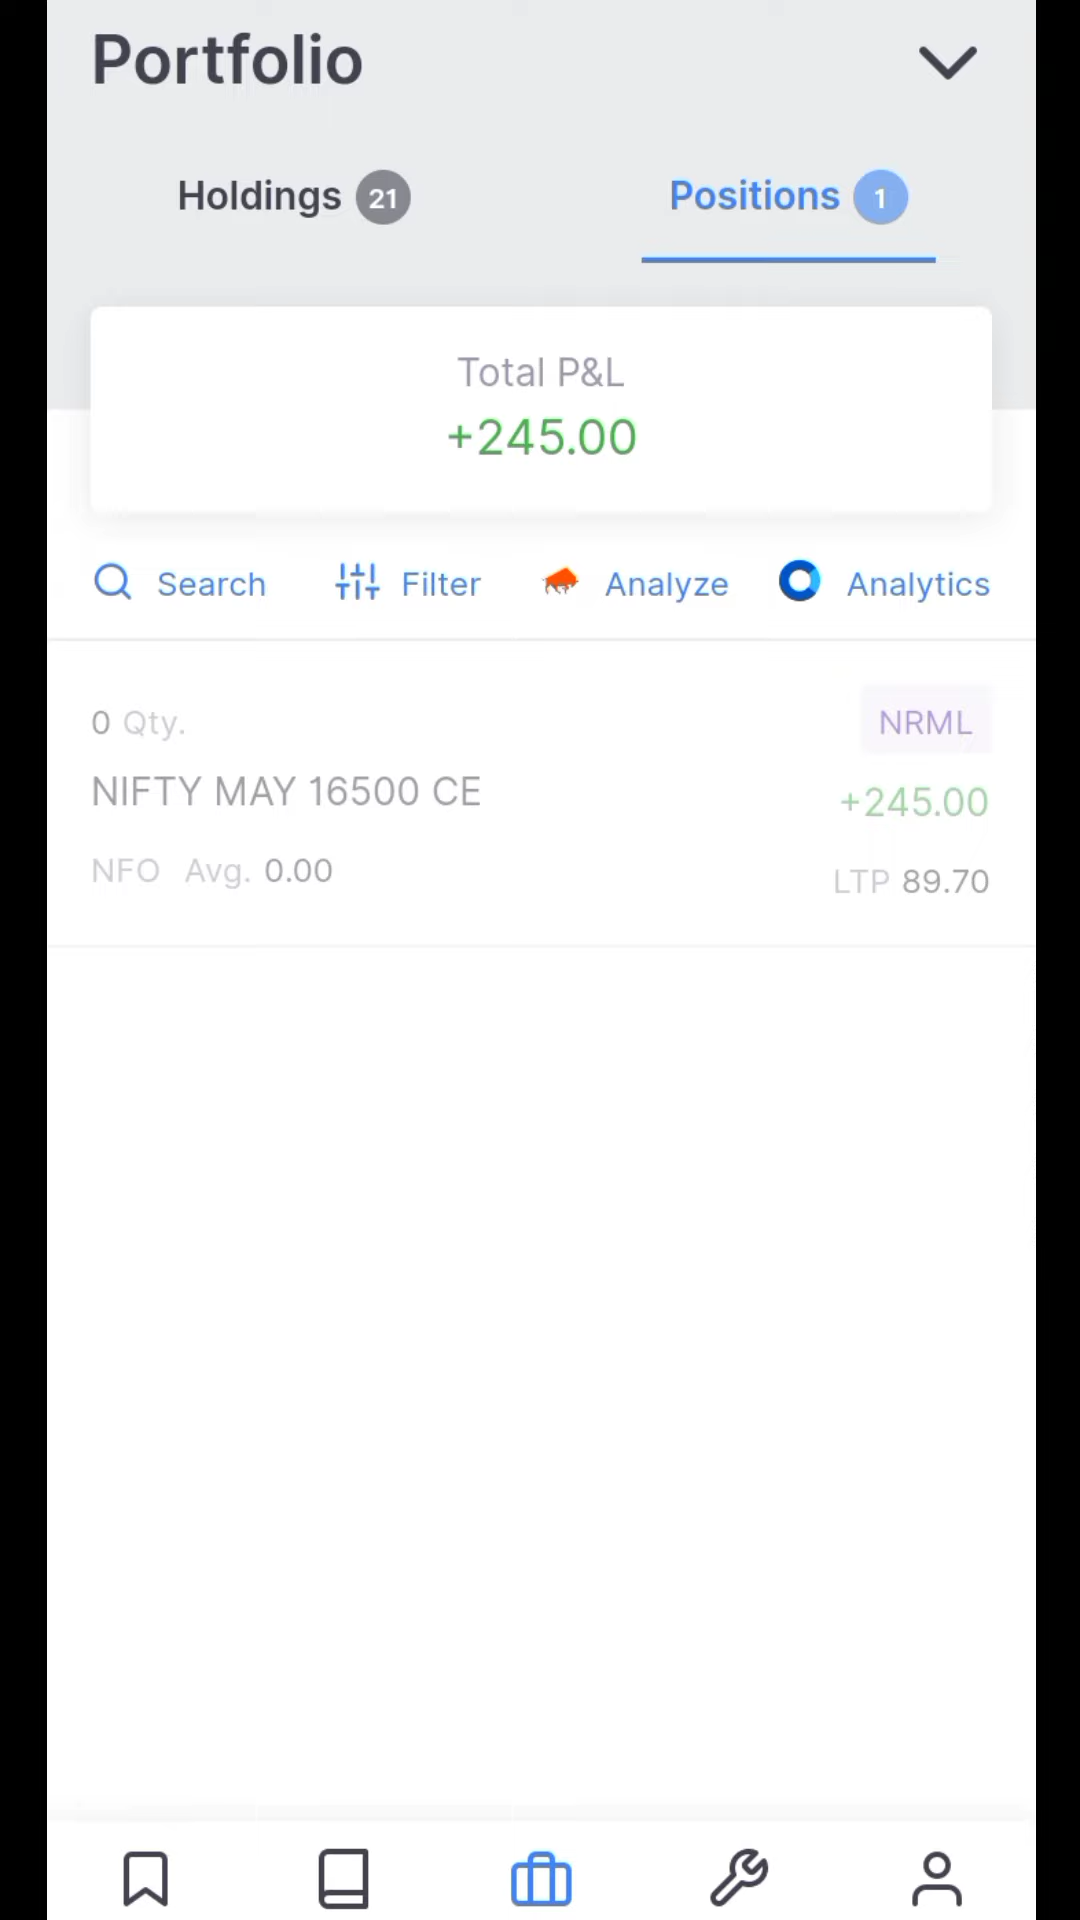 Portfolio
Holdings 21
Positions 1
Total P&L
+245.00
Search Filter Analyze Analytics
0 Qty. NRML
NIFTY MAY 16500 CE +245.00
NFO Avg. 0.00 LTP 89.70